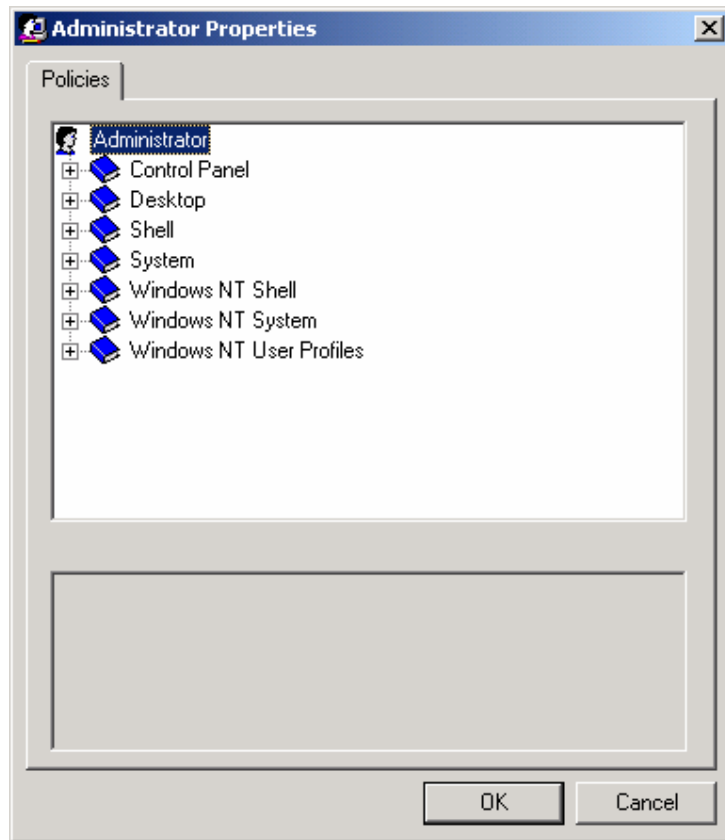 Administrator Properties
Policies
Administrator
Control Panel
Desktop
Shell
System
Windows NT Shell
Windows NT System
Windows NT User Profiles
OK Cancel